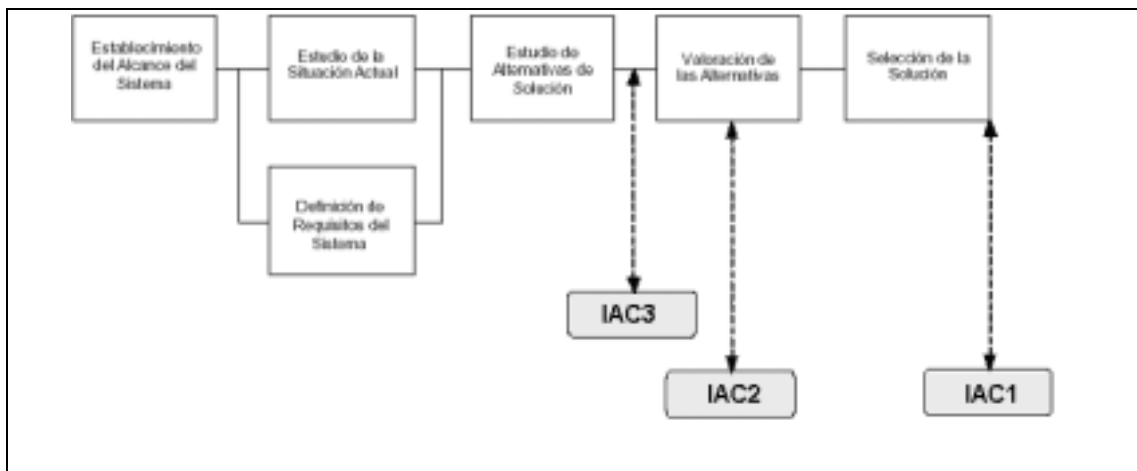 Establecimiento
del Alcance del
Sistema
Estudio de la
Situación Actual
Estudio de
Alternativas de
Solución
Valoración de
las Alternativas
Selección de la
Solución
Definición de
Requisitos del
Sistema
IAC3
IAC2
IAC1